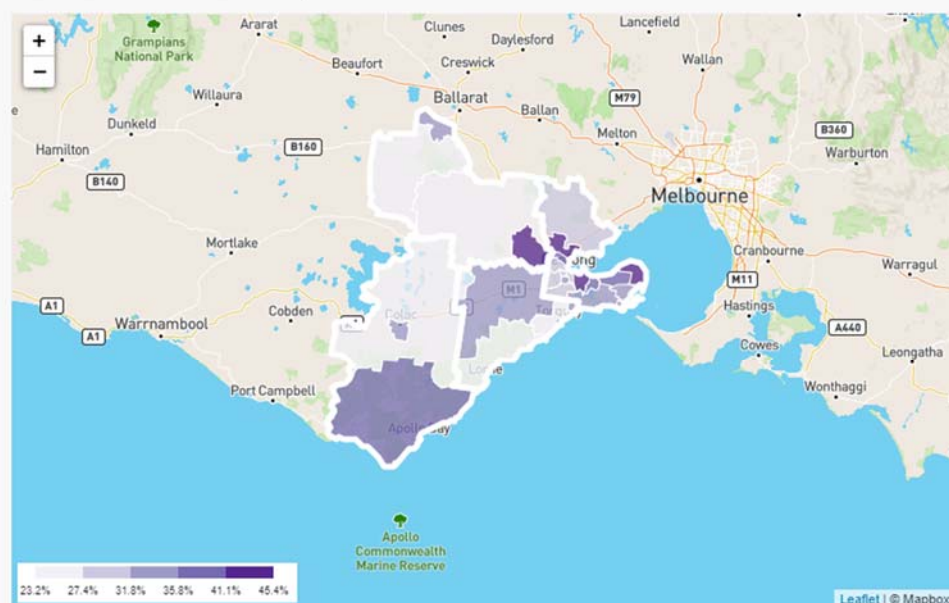 +
−
Grampians
National Park
Ararat
Clunes
Lancefield
Daylesford
Creswick
Wallan
Beaufort
Willaura
Ballarat
Ballan
M79
Dunkeld
Melton
B360
Hamilton
B160
Warburton
B140
Melbourne
Mortlake
Cranbourne
Warragul
M1
M11
A1
Colac
Torquay
Hastings
A1
Warrnambool
Cobden
A440
Cowes
Leongatha
Port Campbell
Lorne
Wonthaggi
Apollo Bay
Apollo
Commonwealth
Marine Reserve
23.2% 27.4% 31.8% 35.8% 41.1% 45.4%
Leaflet | © Mapbox